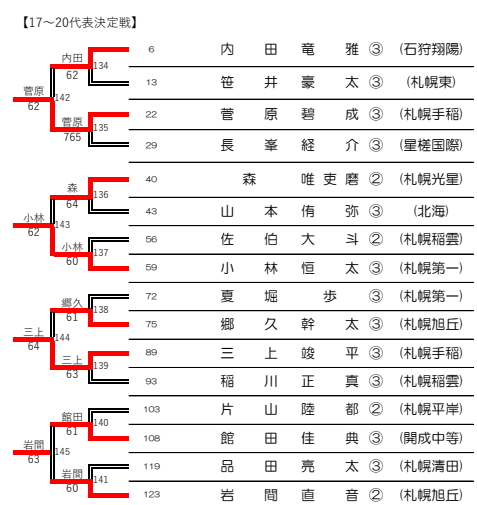 【17～20代表決定戦】
6 内田竜雅③ (石狩翔陽)
内田 62 134
13 笹井豪太③ (札幌東)
菅原 62 142
22 菅原碧成③ (札幌手稲)
菅原 765 135
29 長峯経介③ (星槎国際)
40 森唯吏磨② (札幌光星)
森 64 136
43 山本侑弥③ (北海)
小林 62 143
56 佐伯大斗② (札幌稲雲)
小林 60 137
59 小林恒太③ (札幌第一)
72 夏堀歩③ (札幌第一)
郷久 61 138
75 郷久幹太③ (札幌旭丘)
三上 64 144
89 三上竣平③ (札幌手稲)
三上 63 139
93 稲川正真③ (札幌稲雲)
103 片山陸都② (札幌平岸)
館田 61 140
108 館田佳典③ (開成中等)
岩間 63 145
119 品田亮太③ (札幌清田)
岩間 60 141
123 岩間直音② (札幌旭丘)